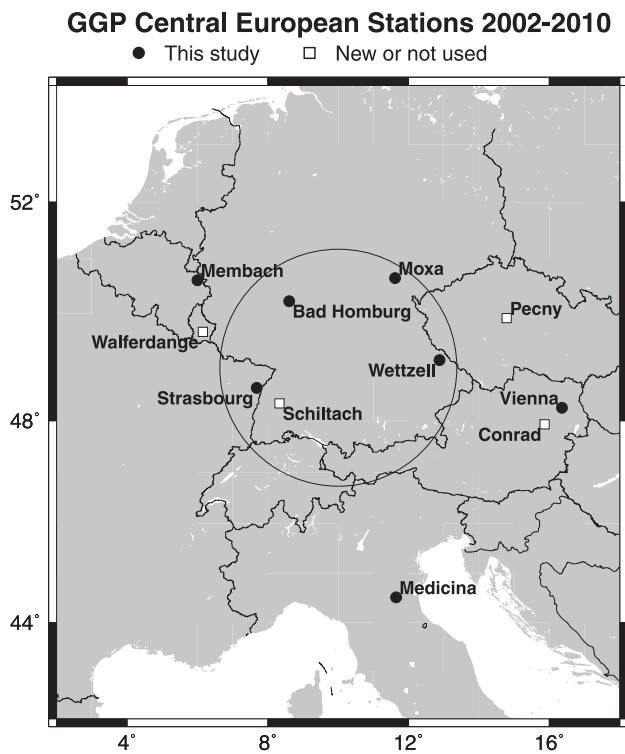 GGP Central European Stations 2002-2010
This study   New or not used
52°
Membach
Moxa
Bad Homburg
Pecny
Walferdange
Wettzell
Strasbourg
Vienna
Schiltach
48°
Conrad
Medicina
44°
4°   8°   12°   16°